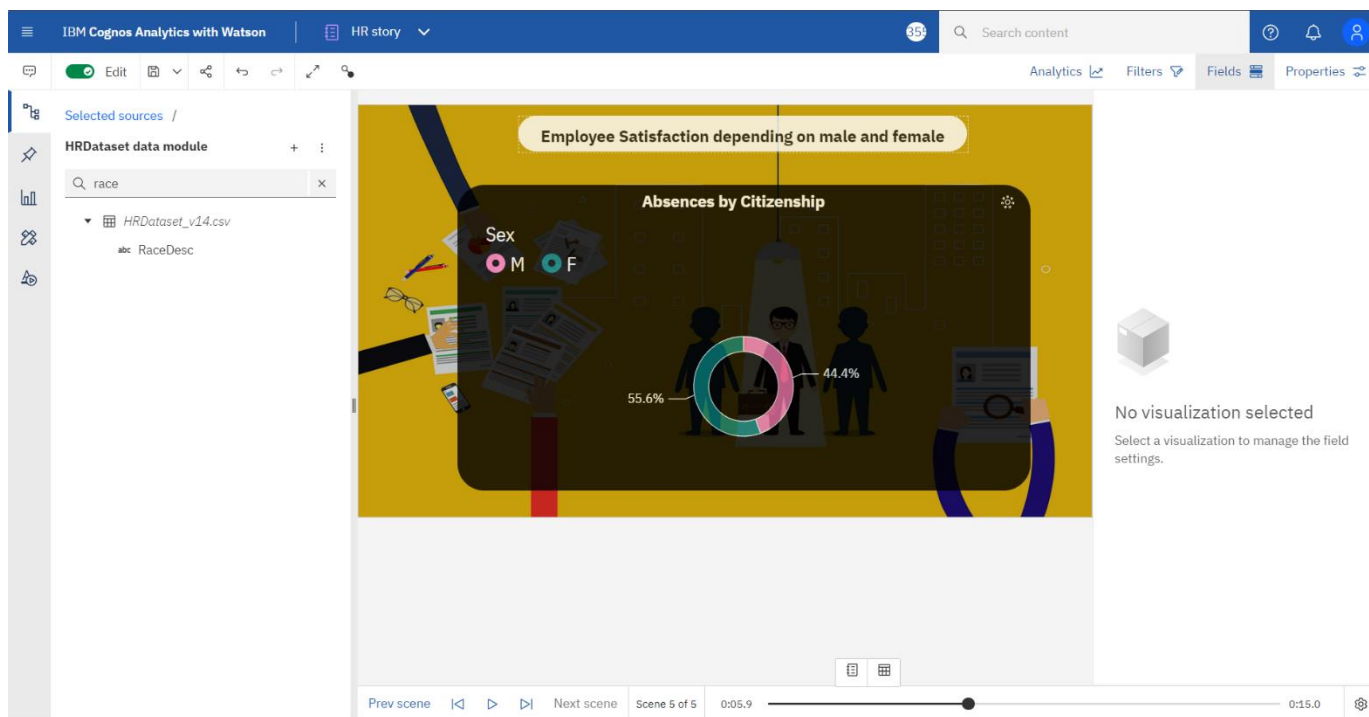 IBM Cognos Analytics with Watson
HR story
35
Search content
Edit
Analytics
Filters
Fields
Properties
Selected sources /
HRDataset data module
race
HRDataset_v14.csv
abc RaceDesc
Employee Satisfaction depending on male and female
Absences by Citizenship
Sex
M F
44.4%
55.6%
No visualization selected
Select a visualization to manage the field
settings.
Prev scene
Next scene
Scene 5 of 5
0:05.9
0:15.0